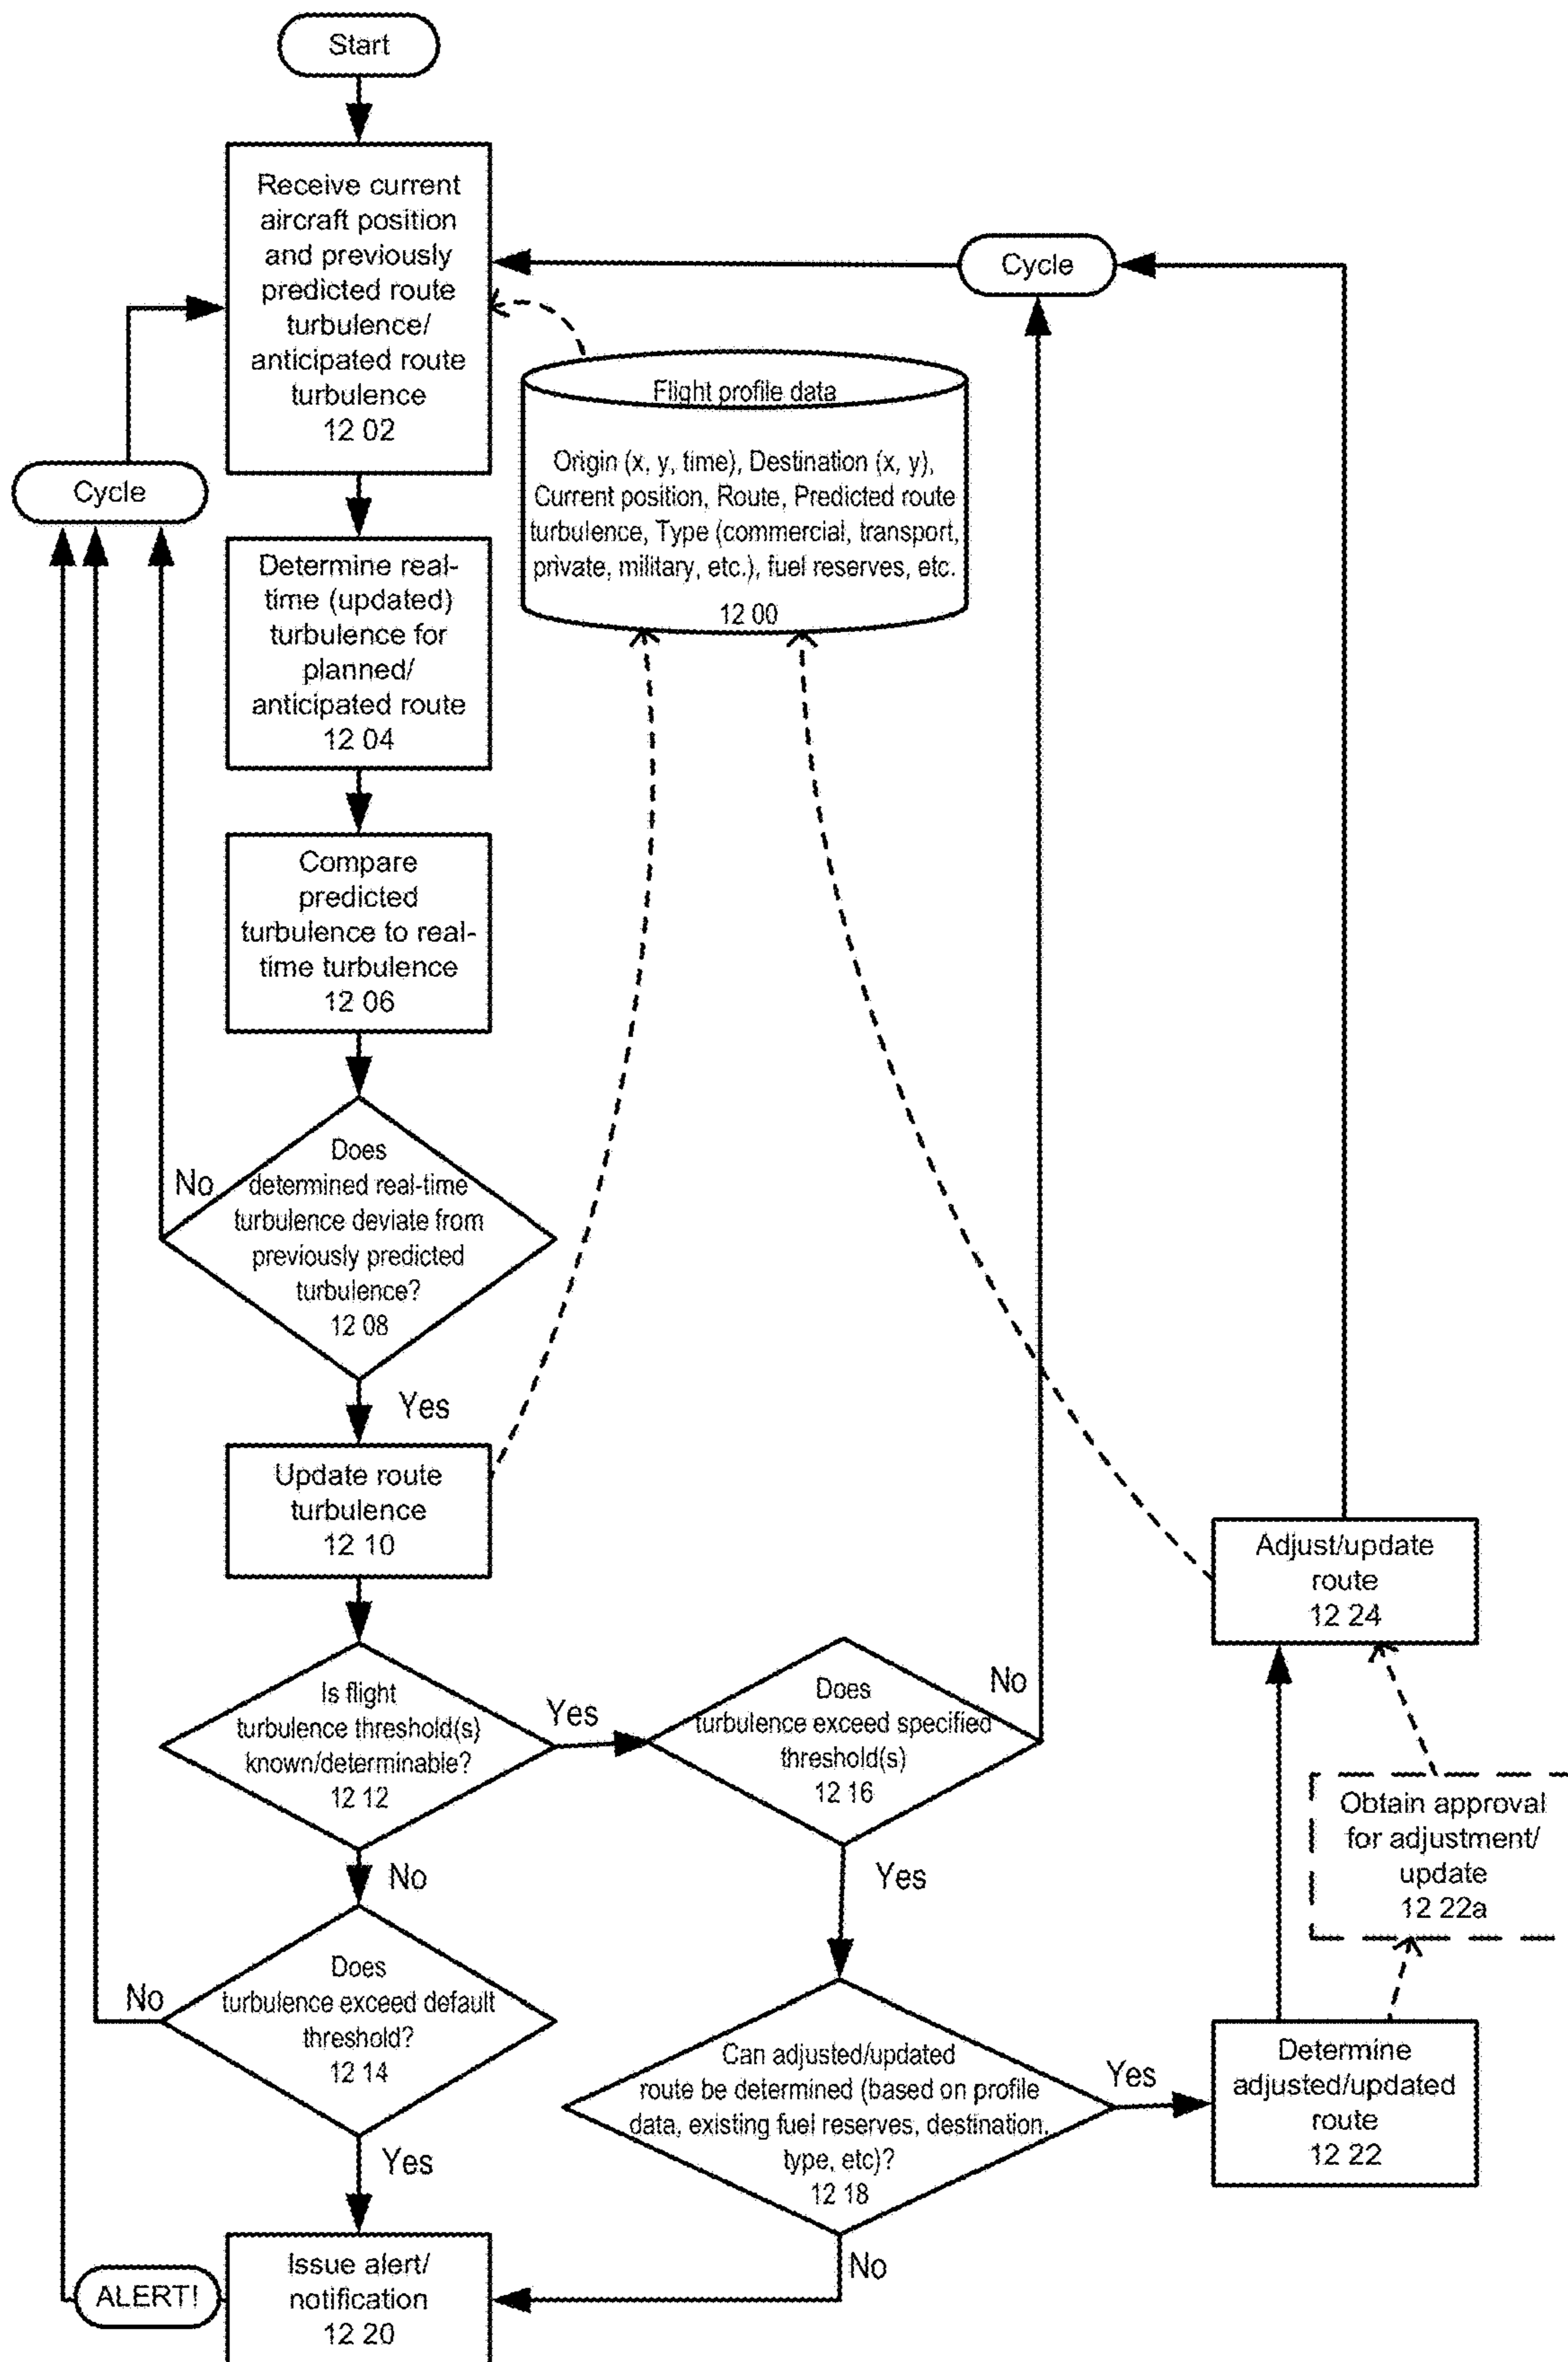 Start
Receive current
aircraft position
and previously
predicted route
turbulence/
anticipated route
turbulence
12 02
Cycle
Flight profile data
Origin (x, y, time), Destination (x, y),
Current position, Route, Predicted route
turbulence, Type (commercial, transport,
private, military, etc.), fuel reserves, etc.
12 00
Cycle
Determine real-
time (updated)
turbulence for
planned/
anticipated route
12 04
Compare
predicted
turbulence to real-
time turbulence
12 06
Does
determined real-time
turbulence deviate from
previously predicted
turbulence?
12 08
No
Yes
Update route
turbulence
12 10
Is flight
turbulence threshold(s)
known/determinable?
12 12
Yes
No
Does
turbulence exceed specified
threshold(s)
12 16
No
Yes
Adjust/update
route
12 24
Obtain approval
for adjustment/
update
12 22a
Does
turbulence exceed default
threshold?
12 14
No
Yes
Can adjusted/updated
route be determined (based on profile
data, existing fuel reserves, destination,
type, etc)?
12 18
Yes
No
Determine
adjusted/updated
route
12 22
Issue alert/
notification
12 20
ALERT!